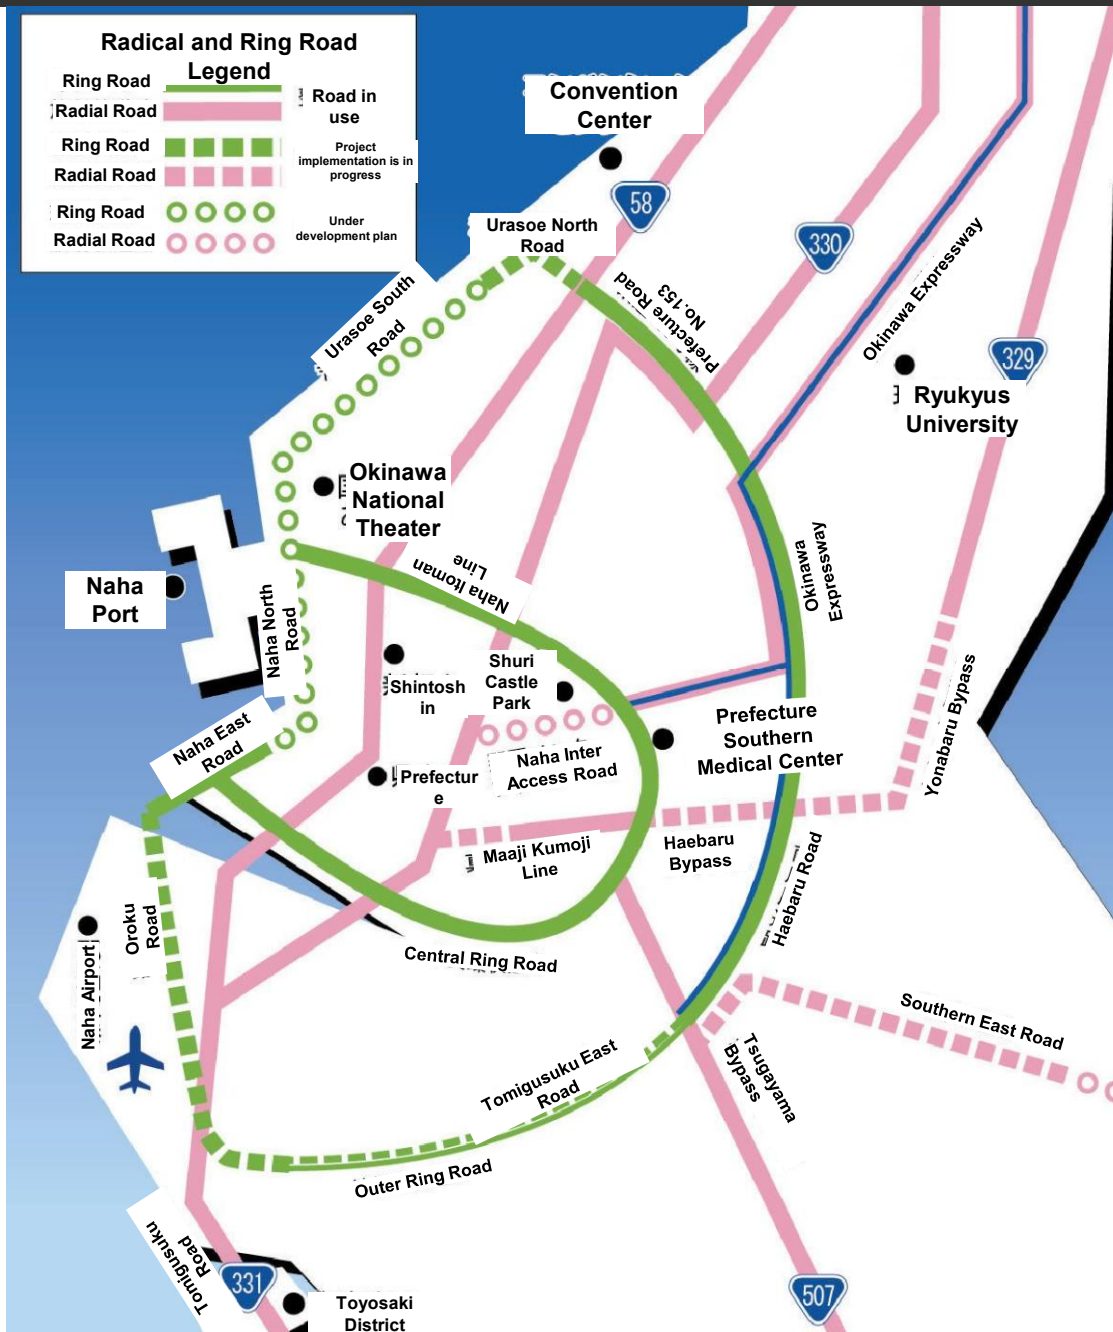 Radical and Ring Road
Legend
Ring Road
Radial Road
Road in
use
Ring Road
Radial Road
Project
implementation is in
progress
Ring Road
Radial Road
Under
development plan
Convention
Center
58
Urasoe North
Road
330
Prefecture Road
No.153
Okinawa Expressway
Urasoe South
Road
329
Ryukyus
University
Okinawa
National
Theater
Okinawa
Expressway
Naha Itoman
Line
Naha
Port
Naha North
Road
Shuri
Castle
Park
Shintosh
in
Prefecture
Southern
Medical Center
Naha East
Road
Naha Inter
Access Road
Prefectur
e
Yonabaru Bypass
Maaji Kumoji
Line
Haebaru
Bypass
Haebaru Road
Oroku
Road
Central Ring Road
Naha Airport
Southern East Road
Tsugayama
Bypass
Tomigusuku East
Road
Outer Ring Road
Tomigusuku
Road
331
507
Toyosaki
District